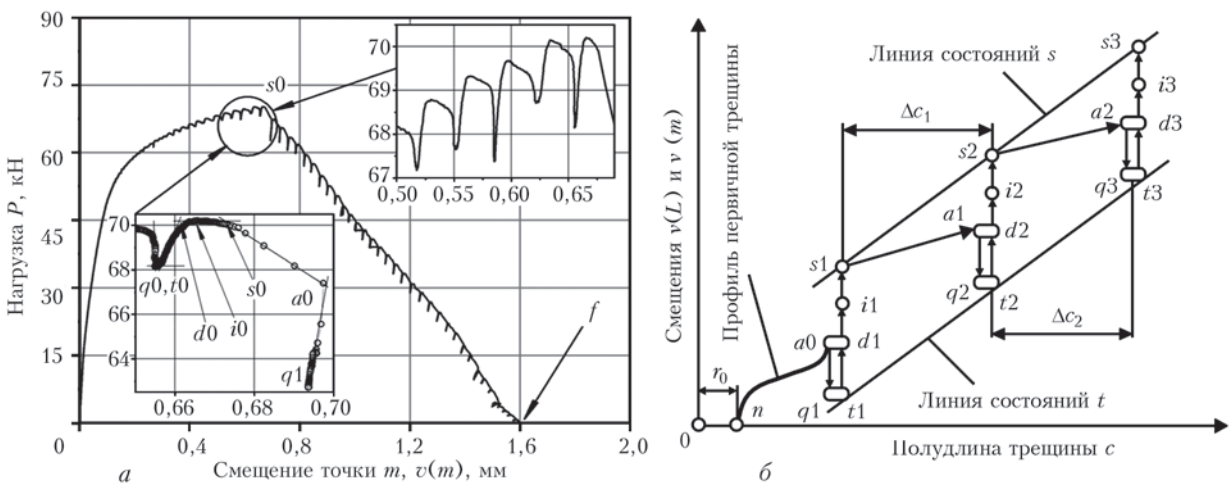 90
75
60
45
30
15
0
0,4
0,8
1,2
1,6
2,0
Нагрузка P, кН
Смещение точки m, v(m), мм
а
s0
70
69
68
67
0,50
0,55
0,60
0,65
70
68
66
64
0,66
0,68
0,70
q0, t0
d0
i0
s0
a0
q1
f
Смещения v(L) и v (m)
Профиль первичной трещины
Линия состояний s
s3
i3
a2
d3
q3
t3
Δc₁
s2
i2
a1
d2
q2
t2
s1
i1
a0
d1
q1
t1
Δc₂
r₀
n
Линия состояний t
0
Полудлина трещины c
б